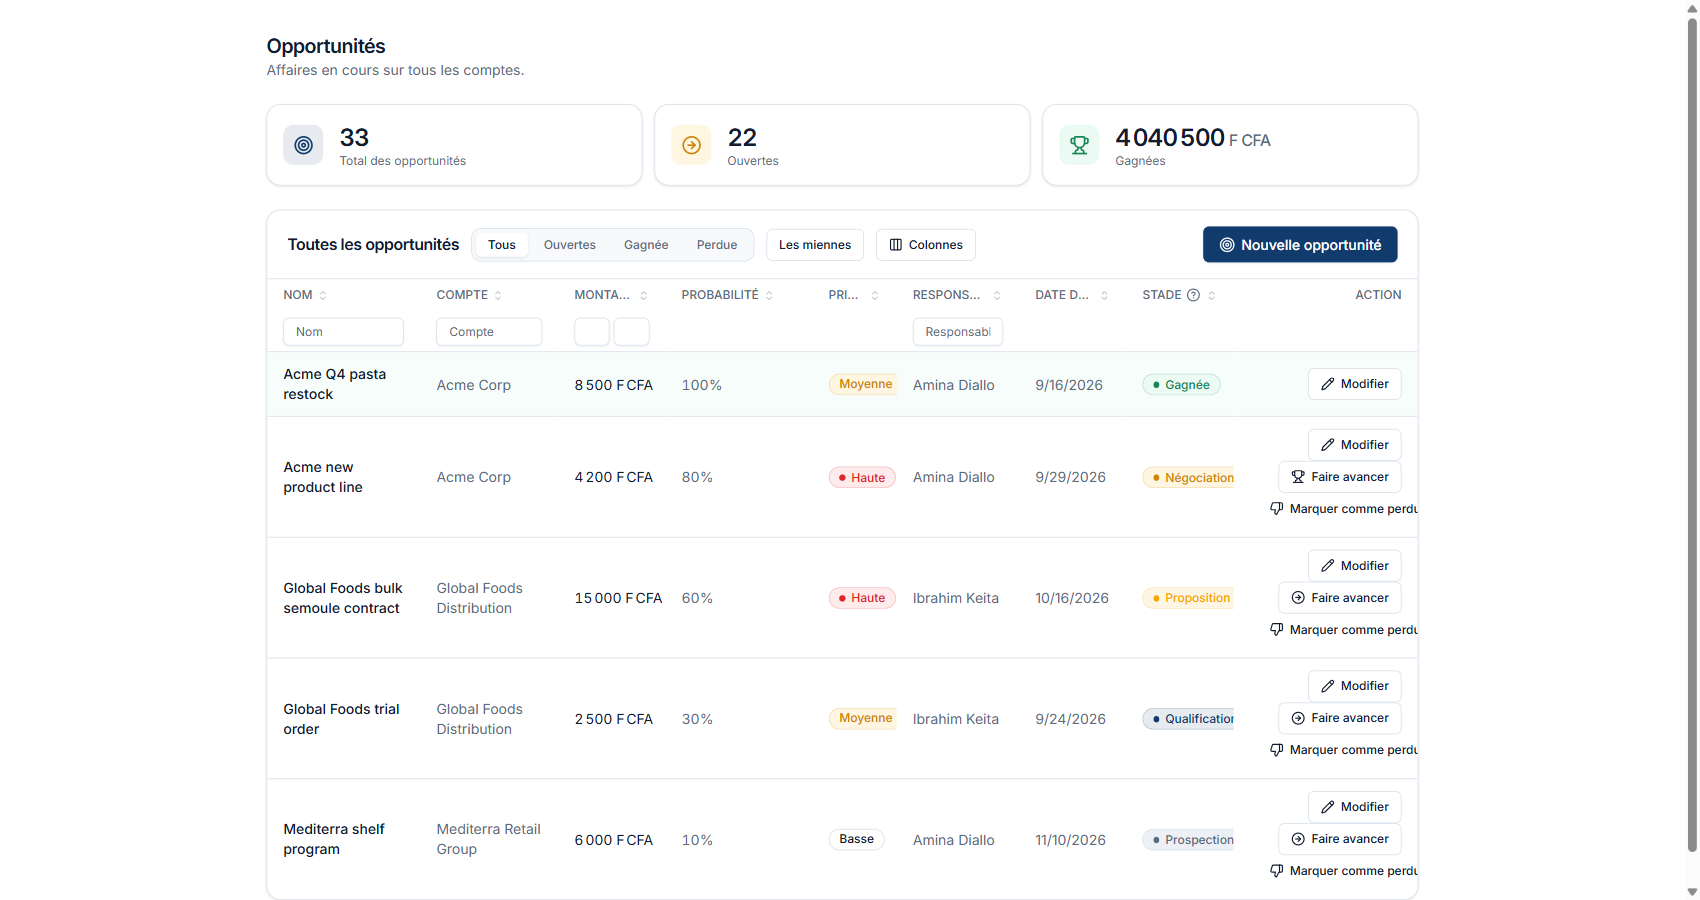 Opportunités
Affaires en cours sur tous les comptes.
33
Total des opportunités
22
Ouvertes
4 040 500 F CFA
Gagnées
Toutes les opportunités
Tous
Ouvertes
Gagnée
Perdue
Les miennes
Colonnes
Nouvelle opportunité
NOM
COMPTE
MONTA...
PROBABILITÉ
PRI...
RESPONS...
DATE D...
STADE
ACTION
Nom
Compte
Responsabl
Acme Q4 pasta
restock
Acme Corp
8 500 F CFA
100%
Moyenne
Amina Diallo
9/16/2026
Gagnée
Modifier
Acme new
product line
Acme Corp
4 200 F CFA
80%
Haute
Amina Diallo
9/29/2026
Négociation
Modifier
Faire avancer
Marquer comme perdu
Global Foods bulk
semoule contract
Global Foods
Distribution
15 000 F CFA
60%
Haute
Ibrahim Keita
10/16/2026
Proposition
Modifier
Faire avancer
Marquer comme perdu
Global Foods trial
order
Global Foods
Distribution
2 500 F CFA
30%
Moyenne
Ibrahim Keita
9/24/2026
Qualification
Modifier
Faire avancer
Marquer comme perdu
Mediterra shelf
program
Mediterra Retail
Group
6 000 F CFA
10%
Basse
Amina Diallo
11/10/2026
Prospection
Modifier
Faire avancer
Marquer comme perdu